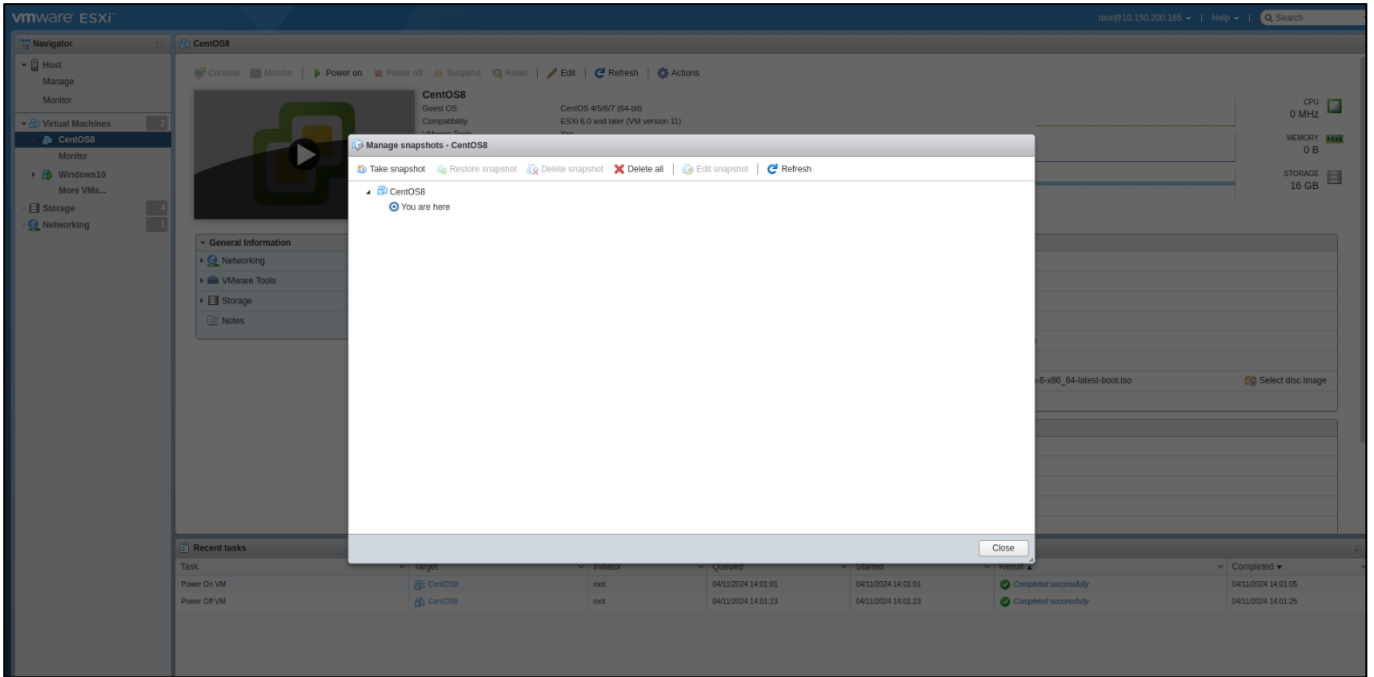 vmware ESXi
root@10.150.200.165 | Help | Search
Navigator
CentOS8
Host
Manage
Monitor
Virtual Machines 2
CentOS8
Monitor
Windows10
More VMs...
Storage 4
Networking 1
Console Monitor | Power on Power off Suspend Reset | Edit | Refresh | Actions
CentOS8
Guest OS CentOS 4/5/6/7 (64-bit)
Compatibility ESXi 6.0 and later (VM version 11)
VMware Tools Yes
CPU
0 MHz
MEMORY
0 B
STORAGE
16 GB
Manage snapshots - CentOS8
Take snapshot Restore snapshot Delete snapshot Delete all | Edit snapshot | Refresh
CentOS8
You are here
Close
General Information
Networking
VMware Tools
Storage
Notes
-8-x86_64-latest-boot.iso Select disc image
Recent tasks
Task Target Initiator Queued Started Result Completed
Power On VM CentOS8 root 04/11/2024 14:01:01 04/11/2024 14:01:01 Completed successfully 04/11/2024 14:01:05
Power Off VM CentOS8 root 04/11/2024 14:01:23 04/11/2024 14:01:23 Completed successfully 04/11/2024 14:01:25